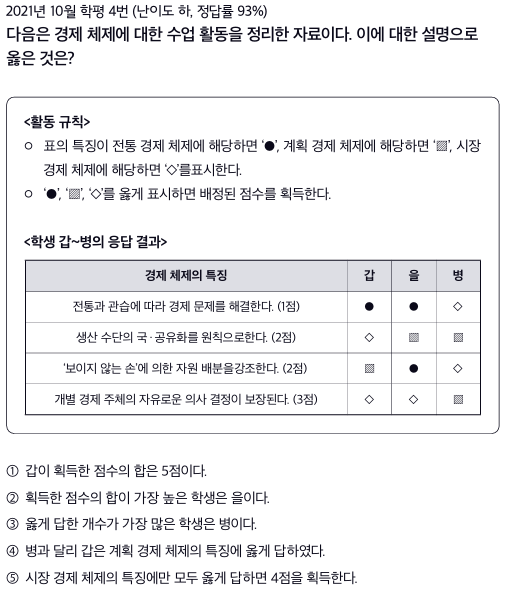 2021년 10월 학평 4번 (난이도 하, 정답률 93%)
다음은 경제 체제에 대한 수업 활동을 정리한 자료이다. 이에 대한 설명으로
옳은 것은?
<활동 규칙>
○ 표의 특징이 전통 경제 체제에 해당하면 '●', 계획 경제 체제에 해당하면 '▨', 시장
경제 체제에 해당하면 '◇'를표시한다.
○ '●', '▨', '◇'를 옳게 표시하면 배정된 점수를 획득한다.
<학생 갑~병의 응답 결과>
경제 체제의 특징 갑 을 병
전통과 관습에 따라 경제 문제를 해결한다. (1점) ● ● ◇
생산 수단의 국·공유화를 원칙으로한다. (2점) ◇ ▨ ▨
'보이지 않는 손'에 의한 자원 배분을강조한다. (2점) ▨ ● ◇
개별 경제 주체의 자유로운 의사 결정이 보장된다. (3점) ◇ ◇ ▨
① 갑이 획득한 점수의 합은 5점이다.
② 획득한 점수의 합이 가장 높은 학생은 을이다.
③ 옳게 답한 개수가 가장 많은 학생은 병이다.
④ 병과 달리 갑은 계획 경제 체제의 특징에 옳게 답하였다.
⑤ 시장 경제 체제의 특징에만 모두 옳게 답하면 4점을 획득한다.